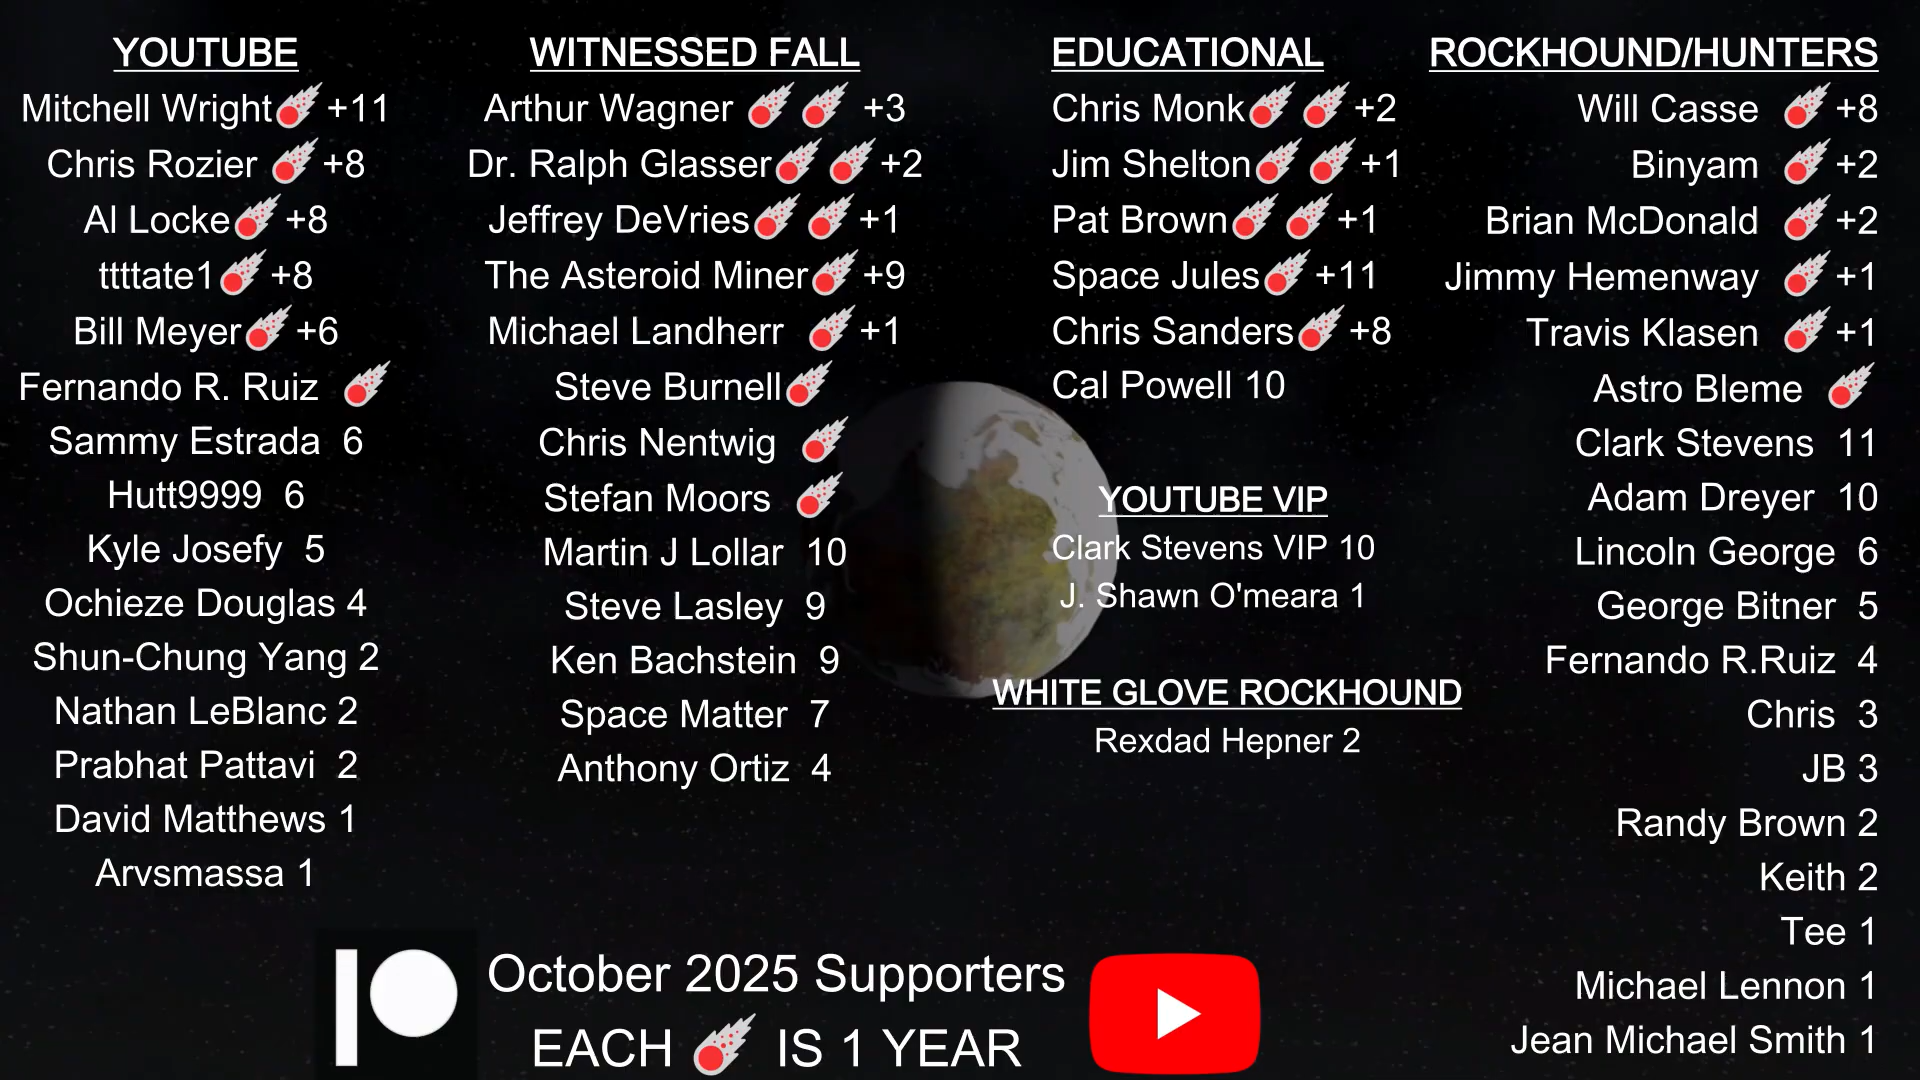 YOUTUBE
Mitchell Wright +11
Chris Rozier +8
Al Locke +8
ttttate1 +8
Bill Meyer +6
Fernando R. Ruiz
Sammy Estrada 6
Hutt9999 6
Kyle Josefy 5
Ochieze Douglas 4
Shun-Chung Yang 2
Nathan LeBlanc 2
Prabhat Pattavi 2
David Matthews 1
Arvsmassa 1
WITNESSED FALL
Arthur Wagner +3
Dr. Ralph Glasser +2
Jeffrey DeVries +1
The Asteroid Miner +9
Michael Landherr +1
Steve Burnell
Chris Nentwig
Stefan Moors
Martin J Lollar 10
Steve Lasley 9
Ken Bachstein 9
Space Matter 7
Anthony Ortiz 4
EDUCATIONAL
Chris Monk +2
Jim Shelton +1
Pat Brown +1
Space Jules +11
Chris Sanders +8
Cal Powell 10
YOUTUBE VIP
Clark Stevens VIP 10
J. Shawn O'meara 1
WHITE GLOVE ROCKHOUND
Rexdad Hepner 2
ROCKHOUND/HUNTERS
Will Casse +8
Binyam +2
Brian McDonald +2
Jimmy Hemenway +1
Travis Klasen +1
Astro Bleme
Clark Stevens 11
Adam Dreyer 10
Lincoln George 6
George Bitner 5
Fernando R.Ruiz 4
Chris 3
JB 3
Randy Brown 2
Keith 2
Tee 1
Michael Lennon 1
Jean Michael Smith 1
October 2025 Supporters
EACH IS 1 YEAR